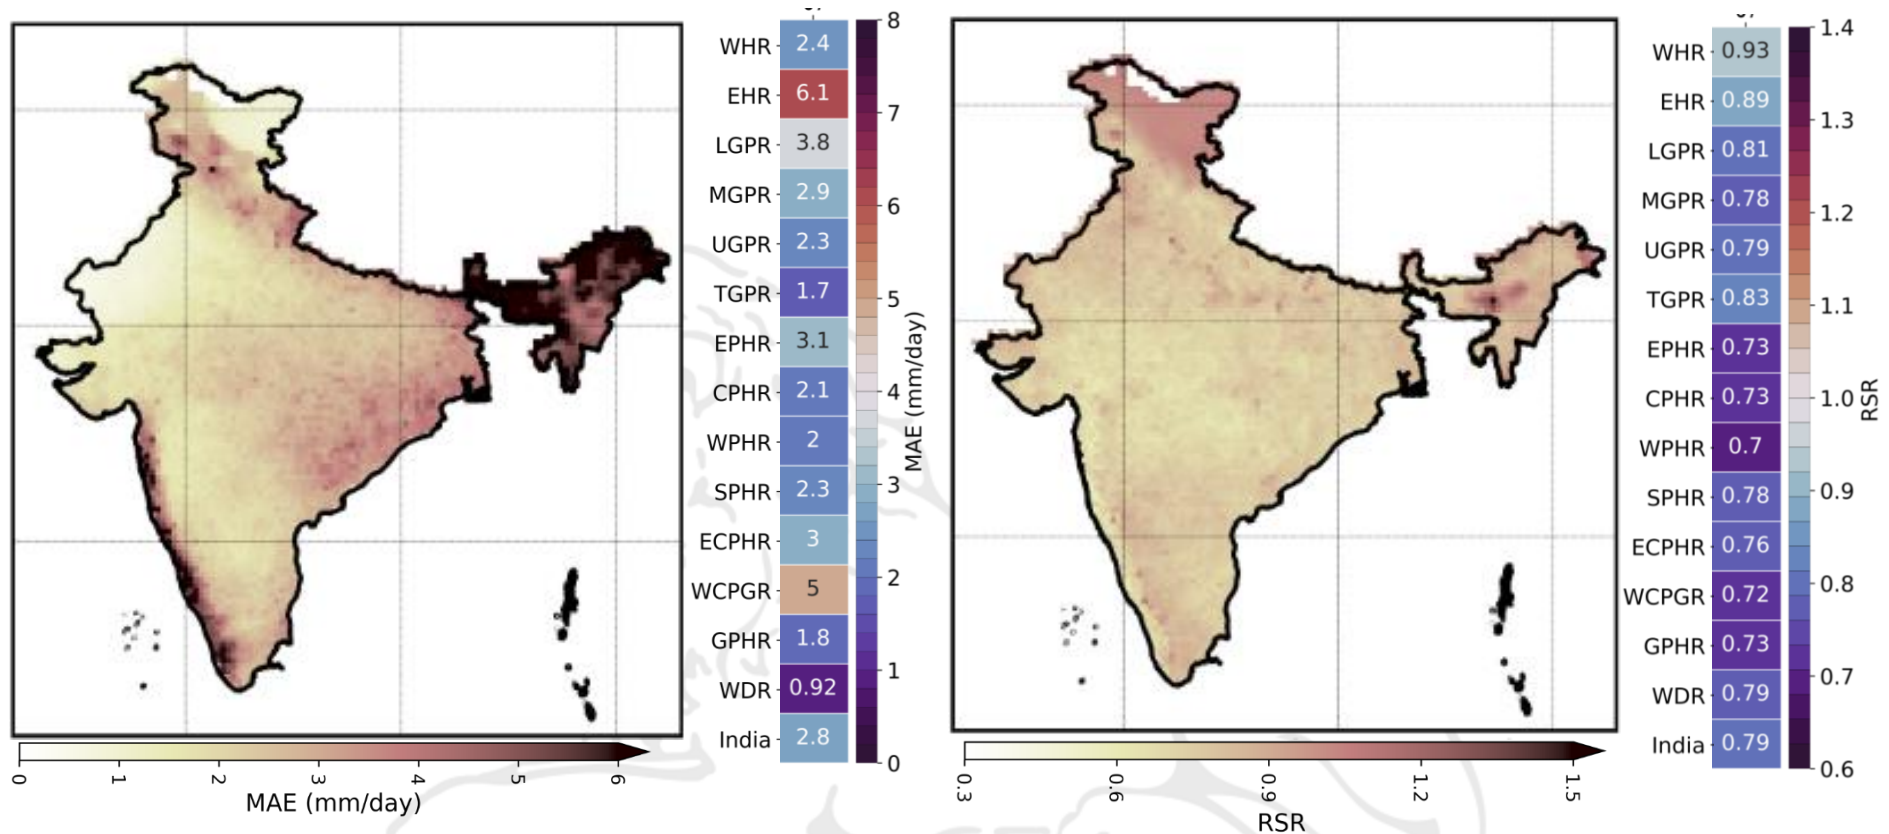 WHR 2.4
EHR 6.1
LGPR 3.8
MGPR 2.9
UGPR 2.3
TGPR 1.7
EPHR 3.1
CPHR 2.1
WPHR 2
SPHR 2.3
ECPHR 3
WCPGR 5
GPHR 1.8
WDR 0.92
India 2.8
8
7
6
5
4
3
2
1
0
MAE (mm/day)
0 1 2 3 4 5 6
MAE (mm/day)
WHR 0.93
EHR 0.89
LGPR 0.81
MGPR 0.78
UGPR 0.79
TGPR 0.83
EPHR 0.73
CPHR 0.73
WPHR 0.7
SPHR 0.78
ECPHR 0.76
WCPGR 0.72
GPHR 0.73
WDR 0.79
India 0.79
1.4
1.3
1.2
1.1
1.0
0.9
0.8
0.7
0.6
RSR
0.3 0.6 0.9 1.2 1.5
RSR